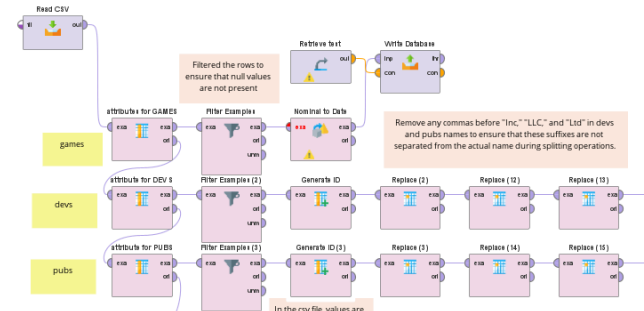 Read CSV
fil
out
Retrieve test
out
Write Database
inp
thr
con
con
Filtered the rows to
ensure that null values
are not present
Remove any commas before "Inc," "LLC," and "Ltd" in devs
and pubs names to ensure that these suffixes are not
separated from the actual name during splitting operations.
games
attributes for GAMES
exa
exa
ori
Filter Examples
exa
exa
ori
unm
Nominal to Date
exa
exa
ori
devs
attribute for DEVS
exa
exa
ori
Filter Examples (2)
exa
exa
ori
unm
Generate ID
exa
exa
ori
Replace (2)
exa
exa
ori
Replace (12)
exa
exa
ori
Replace (13)
exa
exa
ori
pubs
attribute for PUBS
exa
exa
ori
Filter Examples (3)
exa
exa
ori
unm
Generate ID (3)
exa
exa
ori
Replace (3)
exa
exa
ori
Replace (14)
exa
exa
ori
Replace (15)
exa
exa
ori
In the csv file, values are